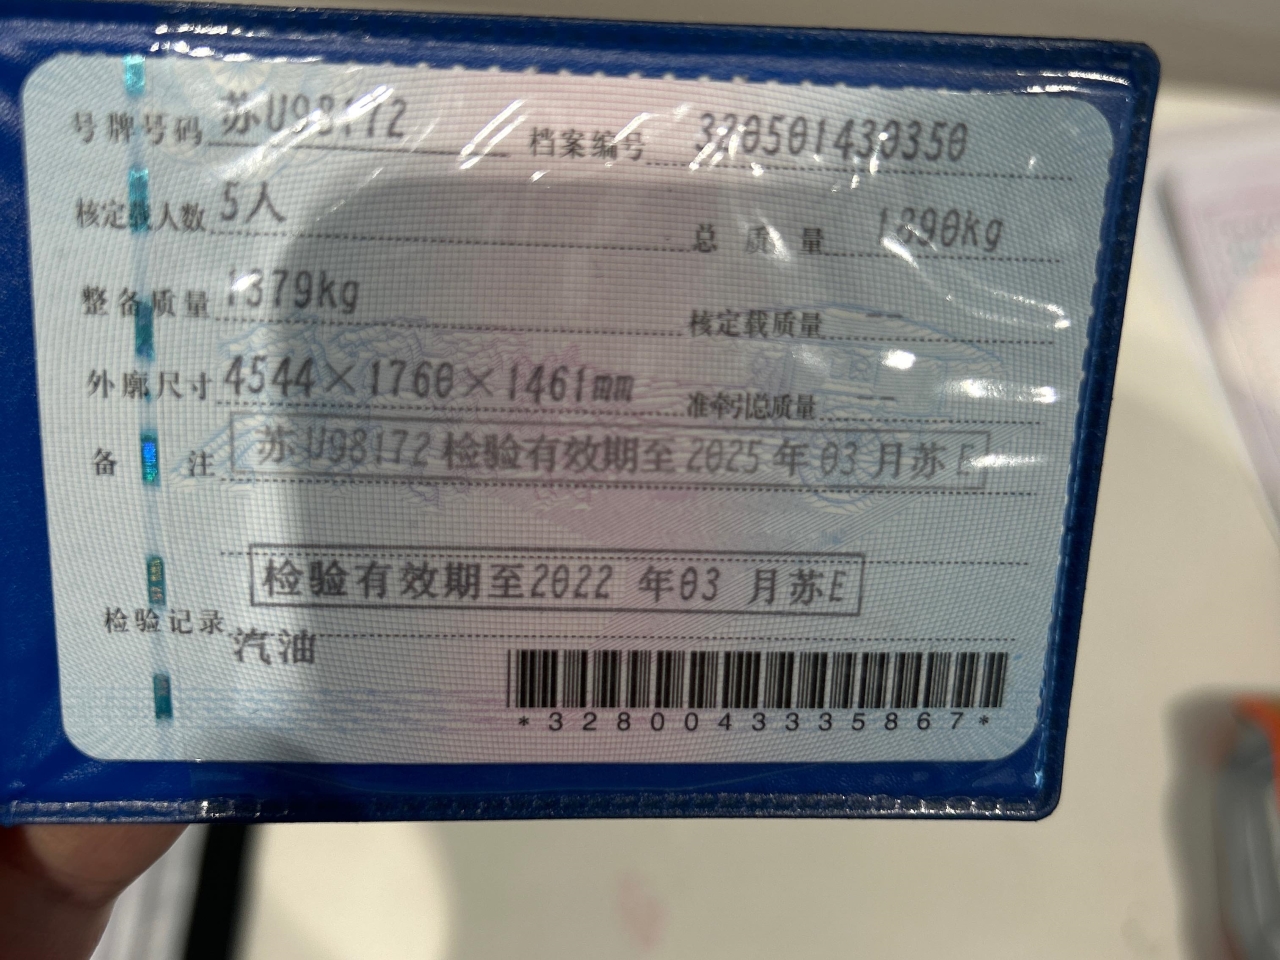 号牌号码 苏U98172 档案编号 320501430350
核定载人数 5人 总质量 1890kg
整备质量 1379kg 核定载质量 --
外廓尺寸 4544×1760×1461mm 准牵引总质量 --
备注 苏U98172检验有效期至2025年03月苏E
检验有效期至2022年03月苏E
检验记录
汽油
*3280043335867*